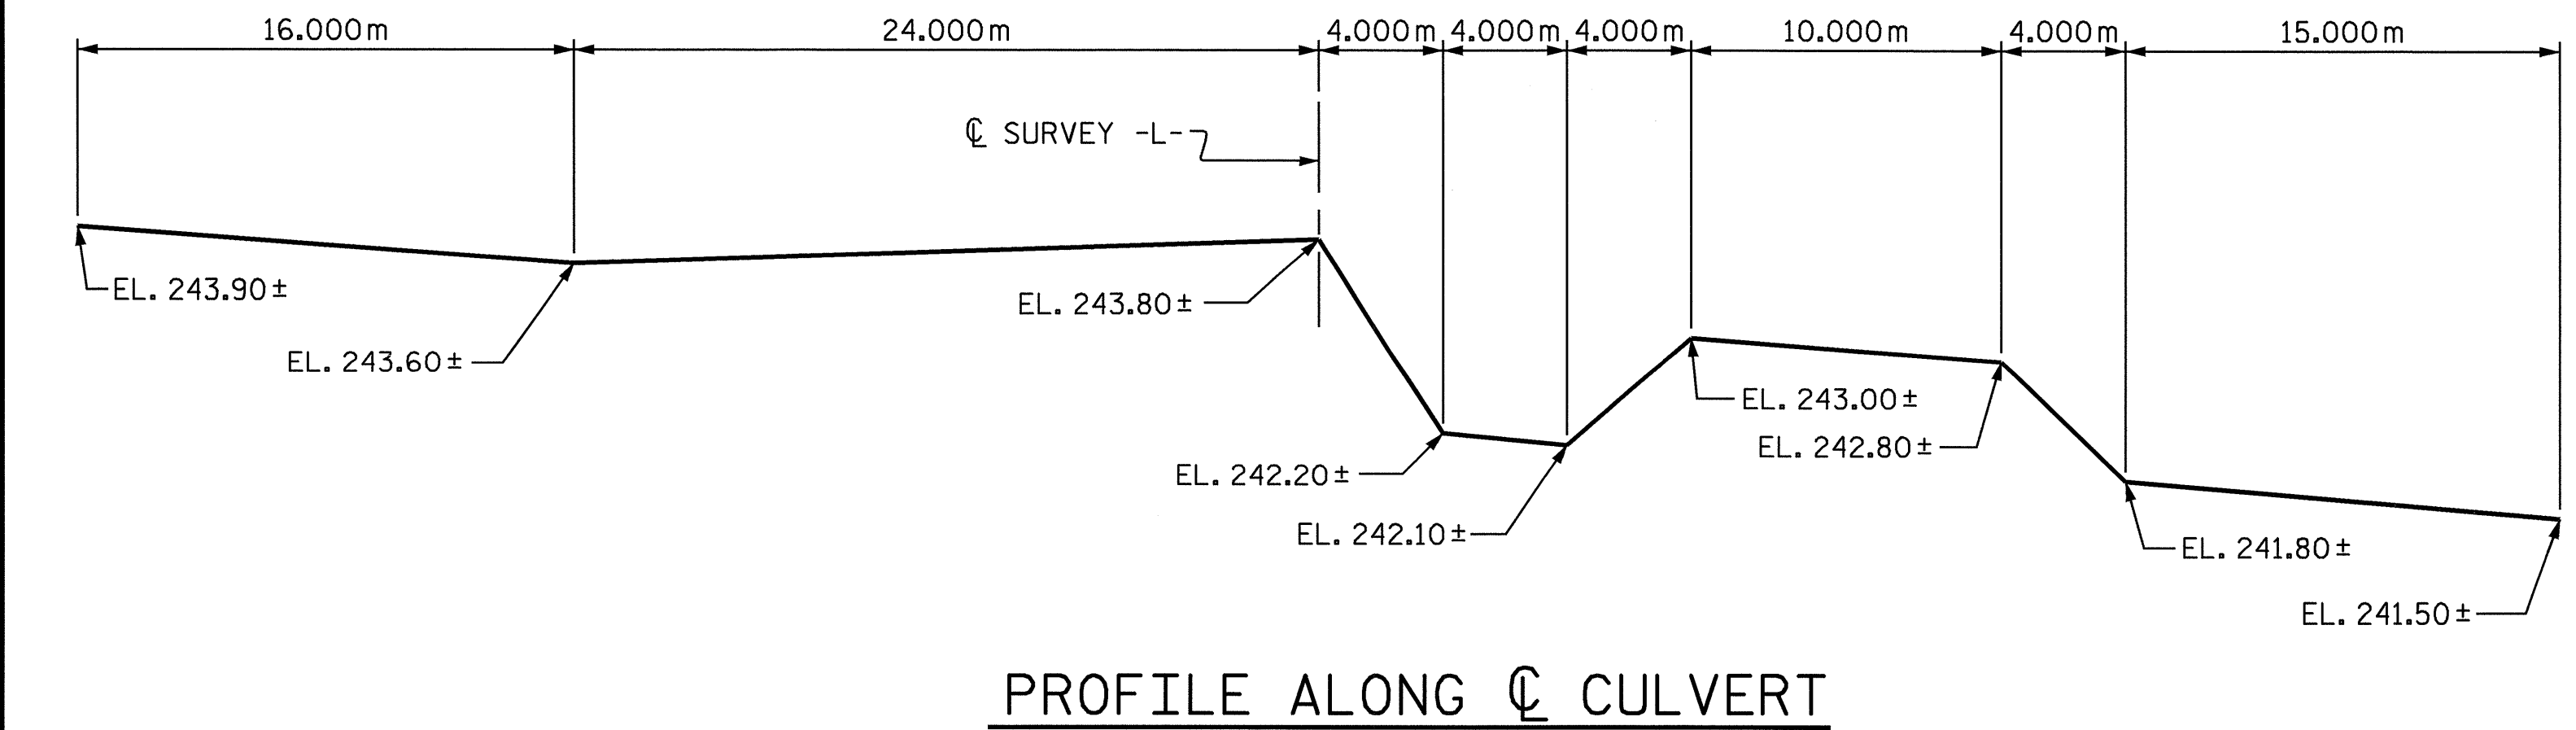 16.000m 24.000m 4.000m 4.000m 4.000m 10.000m 4.000m 15.000m
℄ SURVEY -L-
EL. 243.90±
EL. 243.80±
EL. 243.60±
EL. 243.00±
EL. 242.80±
EL. 242.20±
EL. 242.10±
EL. 241.80±
EL. 241.50±
PROFILE ALONG ℄ CULVERT